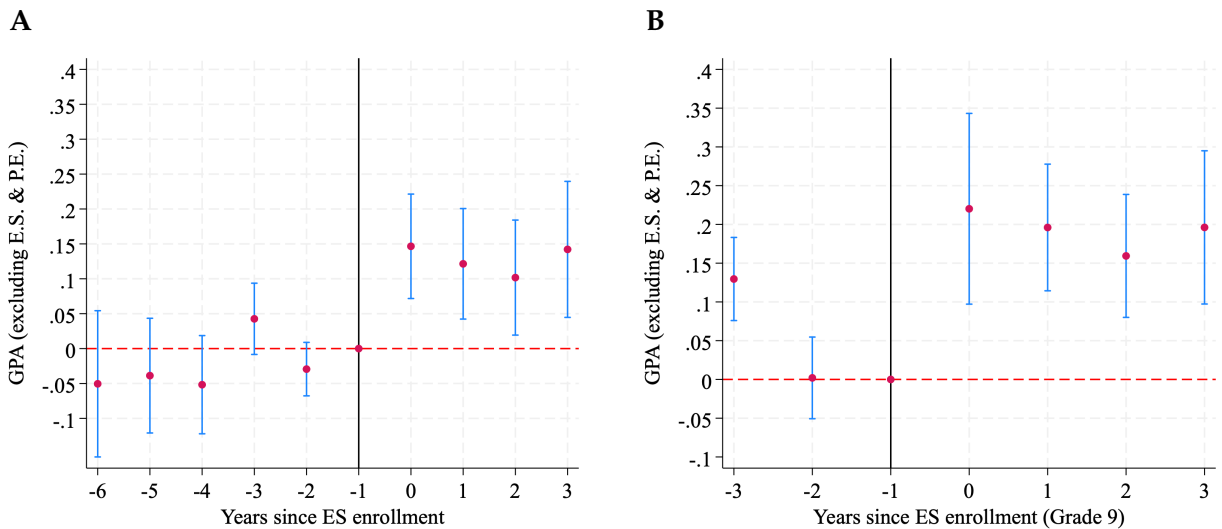 A
GPA (excluding E.S. & P.E.)
.4
.35
.3
.25
.2
.15
.1
.05
0
-.05
-.1
-6 -5 -4 -3 -2 -1 0 1 2 3
Years since ES enrollment
B
GPA (excluding E.S. & P.E.)
.4
.35
.3
.25
.2
.15
.1
.05
0
-.05
-.1
-3 -2 -1 0 1 2 3
Years since ES enrollment (Grade 9)